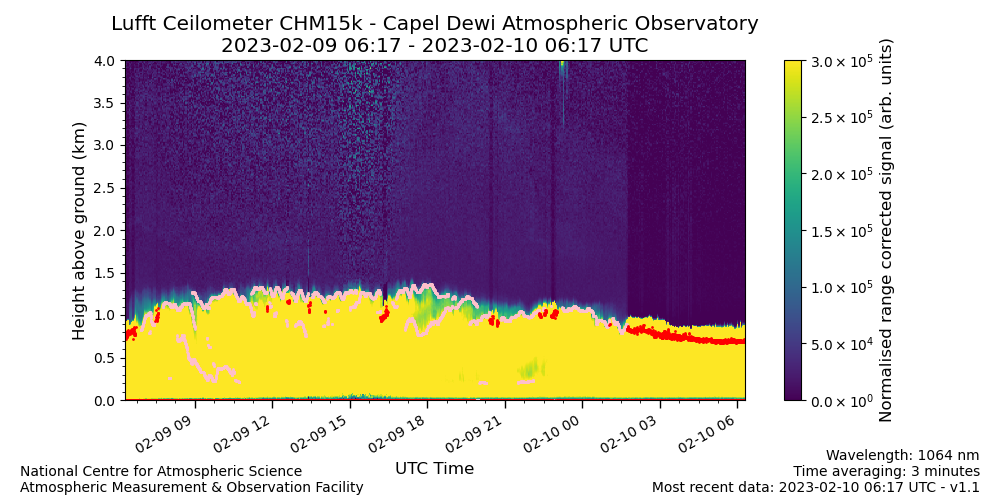 Lufft Ceilometer CHM15k - Capel Dewi Atmospheric Observatory
2023-02-09 06:17 - 2023-02-10 06:17 UTC
Height above ground (km)
4.0
3.5
3.0
2.5
2.0
1.5
1.0
0.5
0.0
02-09 09
02-09 12
02-09 15
02-09 18
02-09 21
02-10 00
02-10 03
02-10 06
UTC Time
3.0 × 10⁵
2.5 × 10⁵
2.0 × 10⁵
1.5 × 10⁵
1.0 × 10⁵
5.0 × 10⁴
0.0 × 10⁰
Normalised range corrected signal (arb. units)
National Centre for Atmospheric Science
Atmospheric Measurement & Observation Facility
Wavelength: 1064 nm
Time averaging: 3 minutes
Most recent data: 2023-02-10 06:17 UTC - v1.1